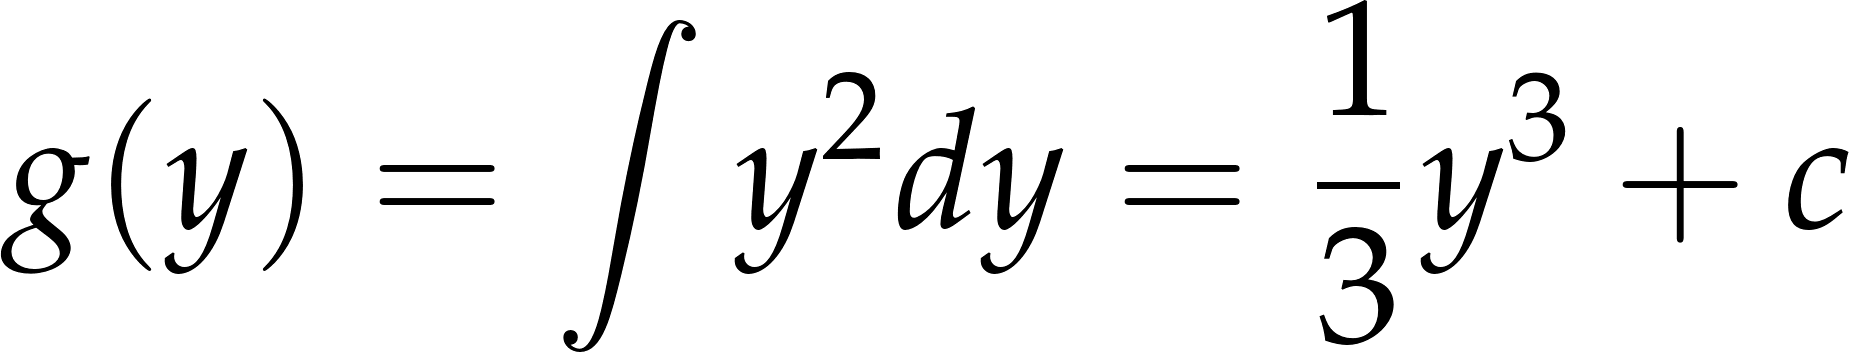 g(y) = ∫ y²dy = 1/3 y³ + c